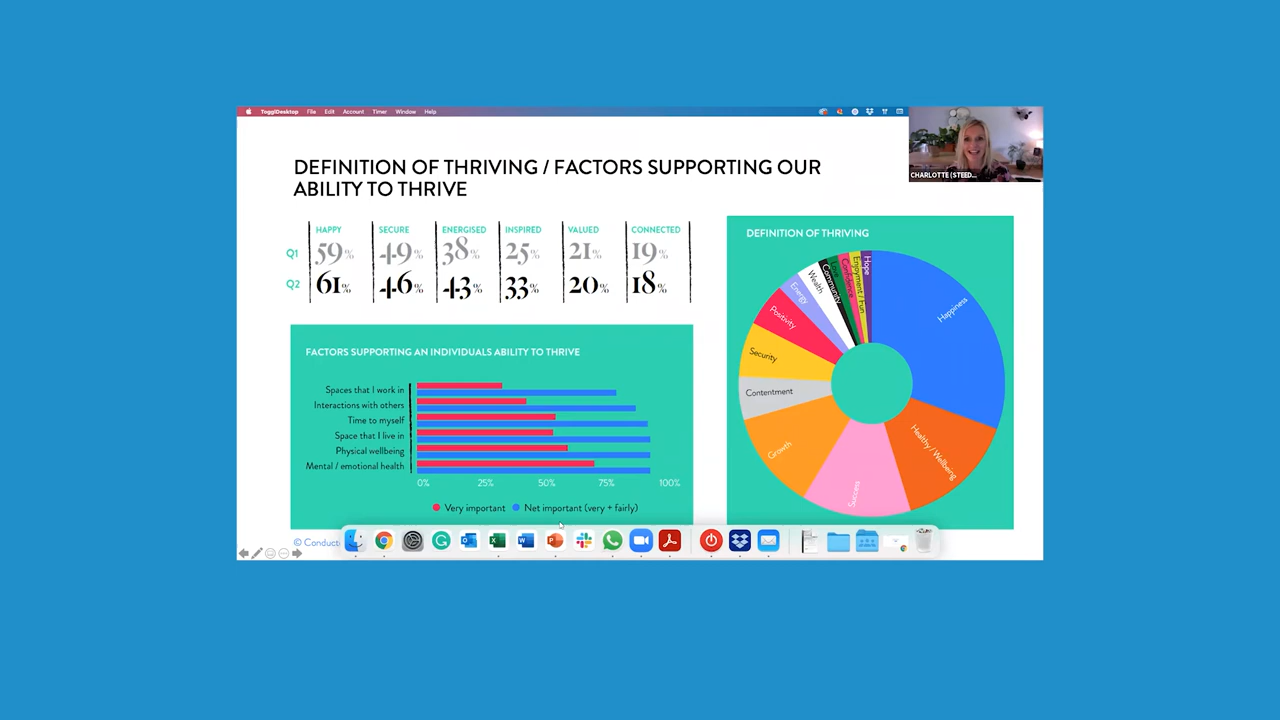 TogglDesktop File Edit Account Timer Window Help
CHARLOTTE (STEED...
DEFINITION OF THRIVING / FACTORS SUPPORTING OUR
ABILITY TO THRIVE
HAPPY SECURE ENERGISED INSPIRED VALUED CONNECTED
Q1 59% 49% 38% 25% 21% 19%
Q2 61% 46% 43% 33% 20% 18%
FACTORS SUPPORTING AN INDIVIDUALS ABILITY TO THRIVE
Spaces that I work in
Interactions with others
Time to myself
Space that I live in
Physical wellbeing
Mental / emotional health
0% 25% 50% 75% 100%
Very important Net important (very + fairly)
DEFINITION OF THRIVING
Happiness
Healthy / Wellbeing
Success
Growth
Contentment
Security
Positivity
Energy
Wealth
Community
Confidence
Enjoyment / Fun
Hope
© Conduct